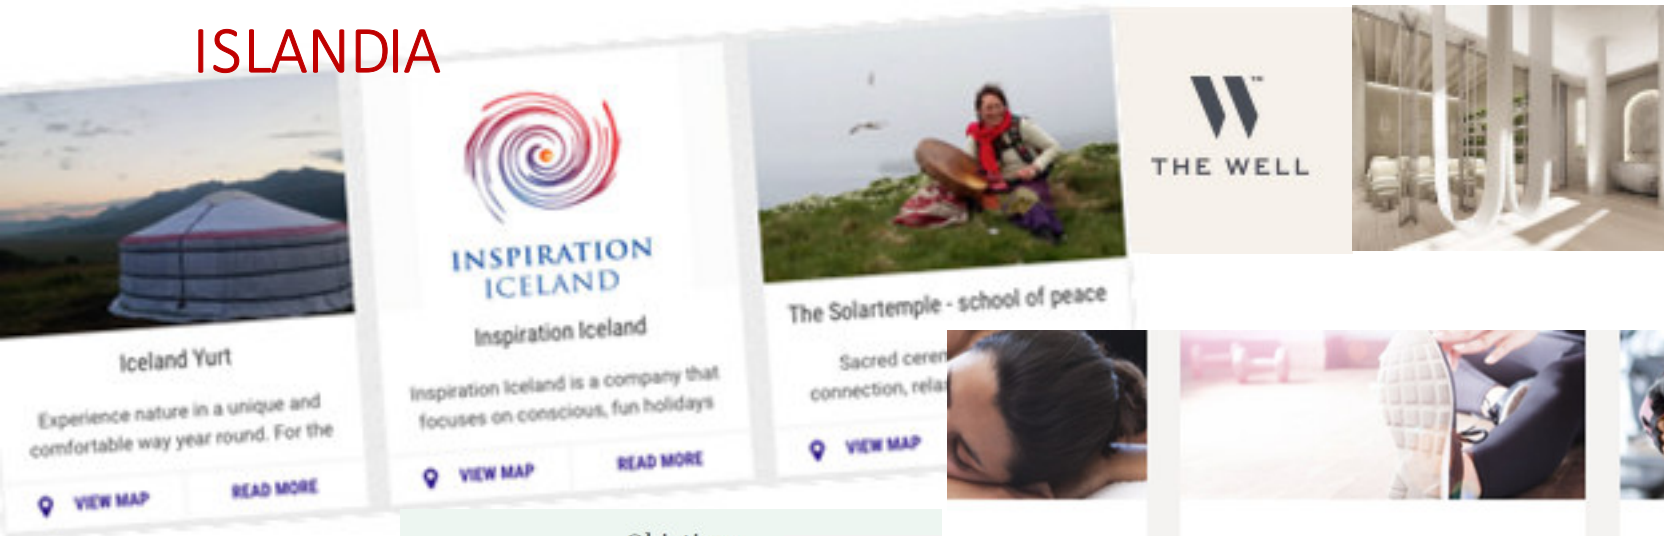 ISLANDIA
INSPIRATION
ICELAND
THE WELL
Iceland Yurt
Experience nature in a unique and
comfortable way year round. For the
VIEW MAP
READ MORE
Inspiration Iceland
Inspiration Iceland is a company that
focuses on conscious, fun holidays
VIEW MAP
READ MORE
The Solartemple - school of peace
Sacred
connection,
VIEW MAP